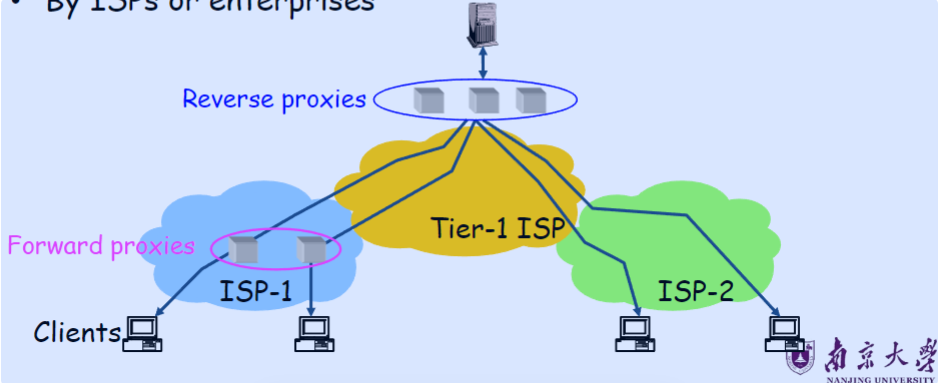 • By ISPs or enterprises
Reverse proxies
Tier-1 ISP
Forward proxies
ISP-1
ISP-2
Clients
南京大學
NANJING UNIVERSITY